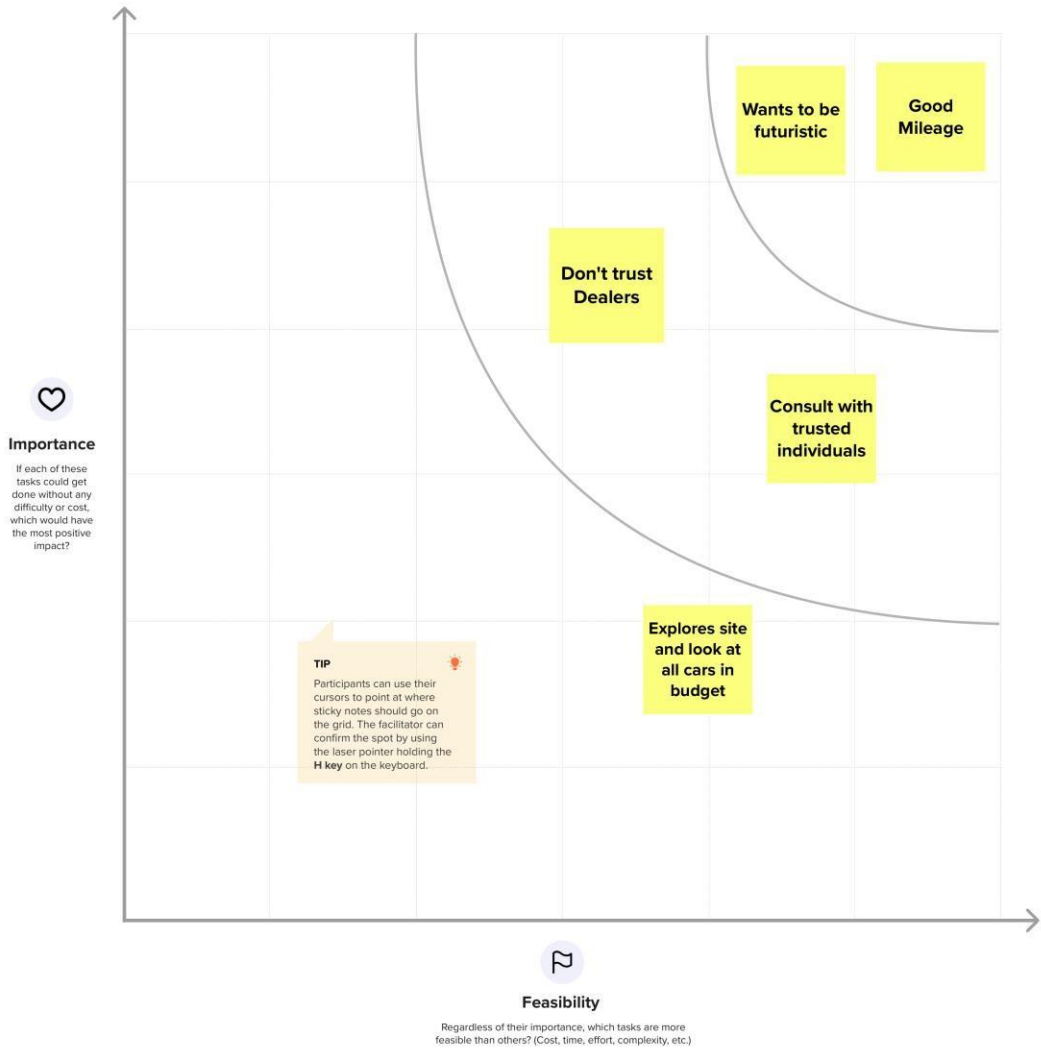 Wants to be
futuristic
Good
Mileage
Don't trust
Dealers
Consult with
trusted
individuals
Importance
If each of these
tasks could get
done without any
difficulty or cost,
which would have
the most positive
impact?
Explores site
and look at
all cars in
budget
TIP
Participants can use their
cursors to point at where
sticky notes should go on
the grid. The facilitator can
confirm the spot by using
the laser pointer holding the
H key on the keyboard.
Feasibility
Regardless of their importance, which tasks are more
feasible than others? (Cost, time, effort, complexity, etc.)